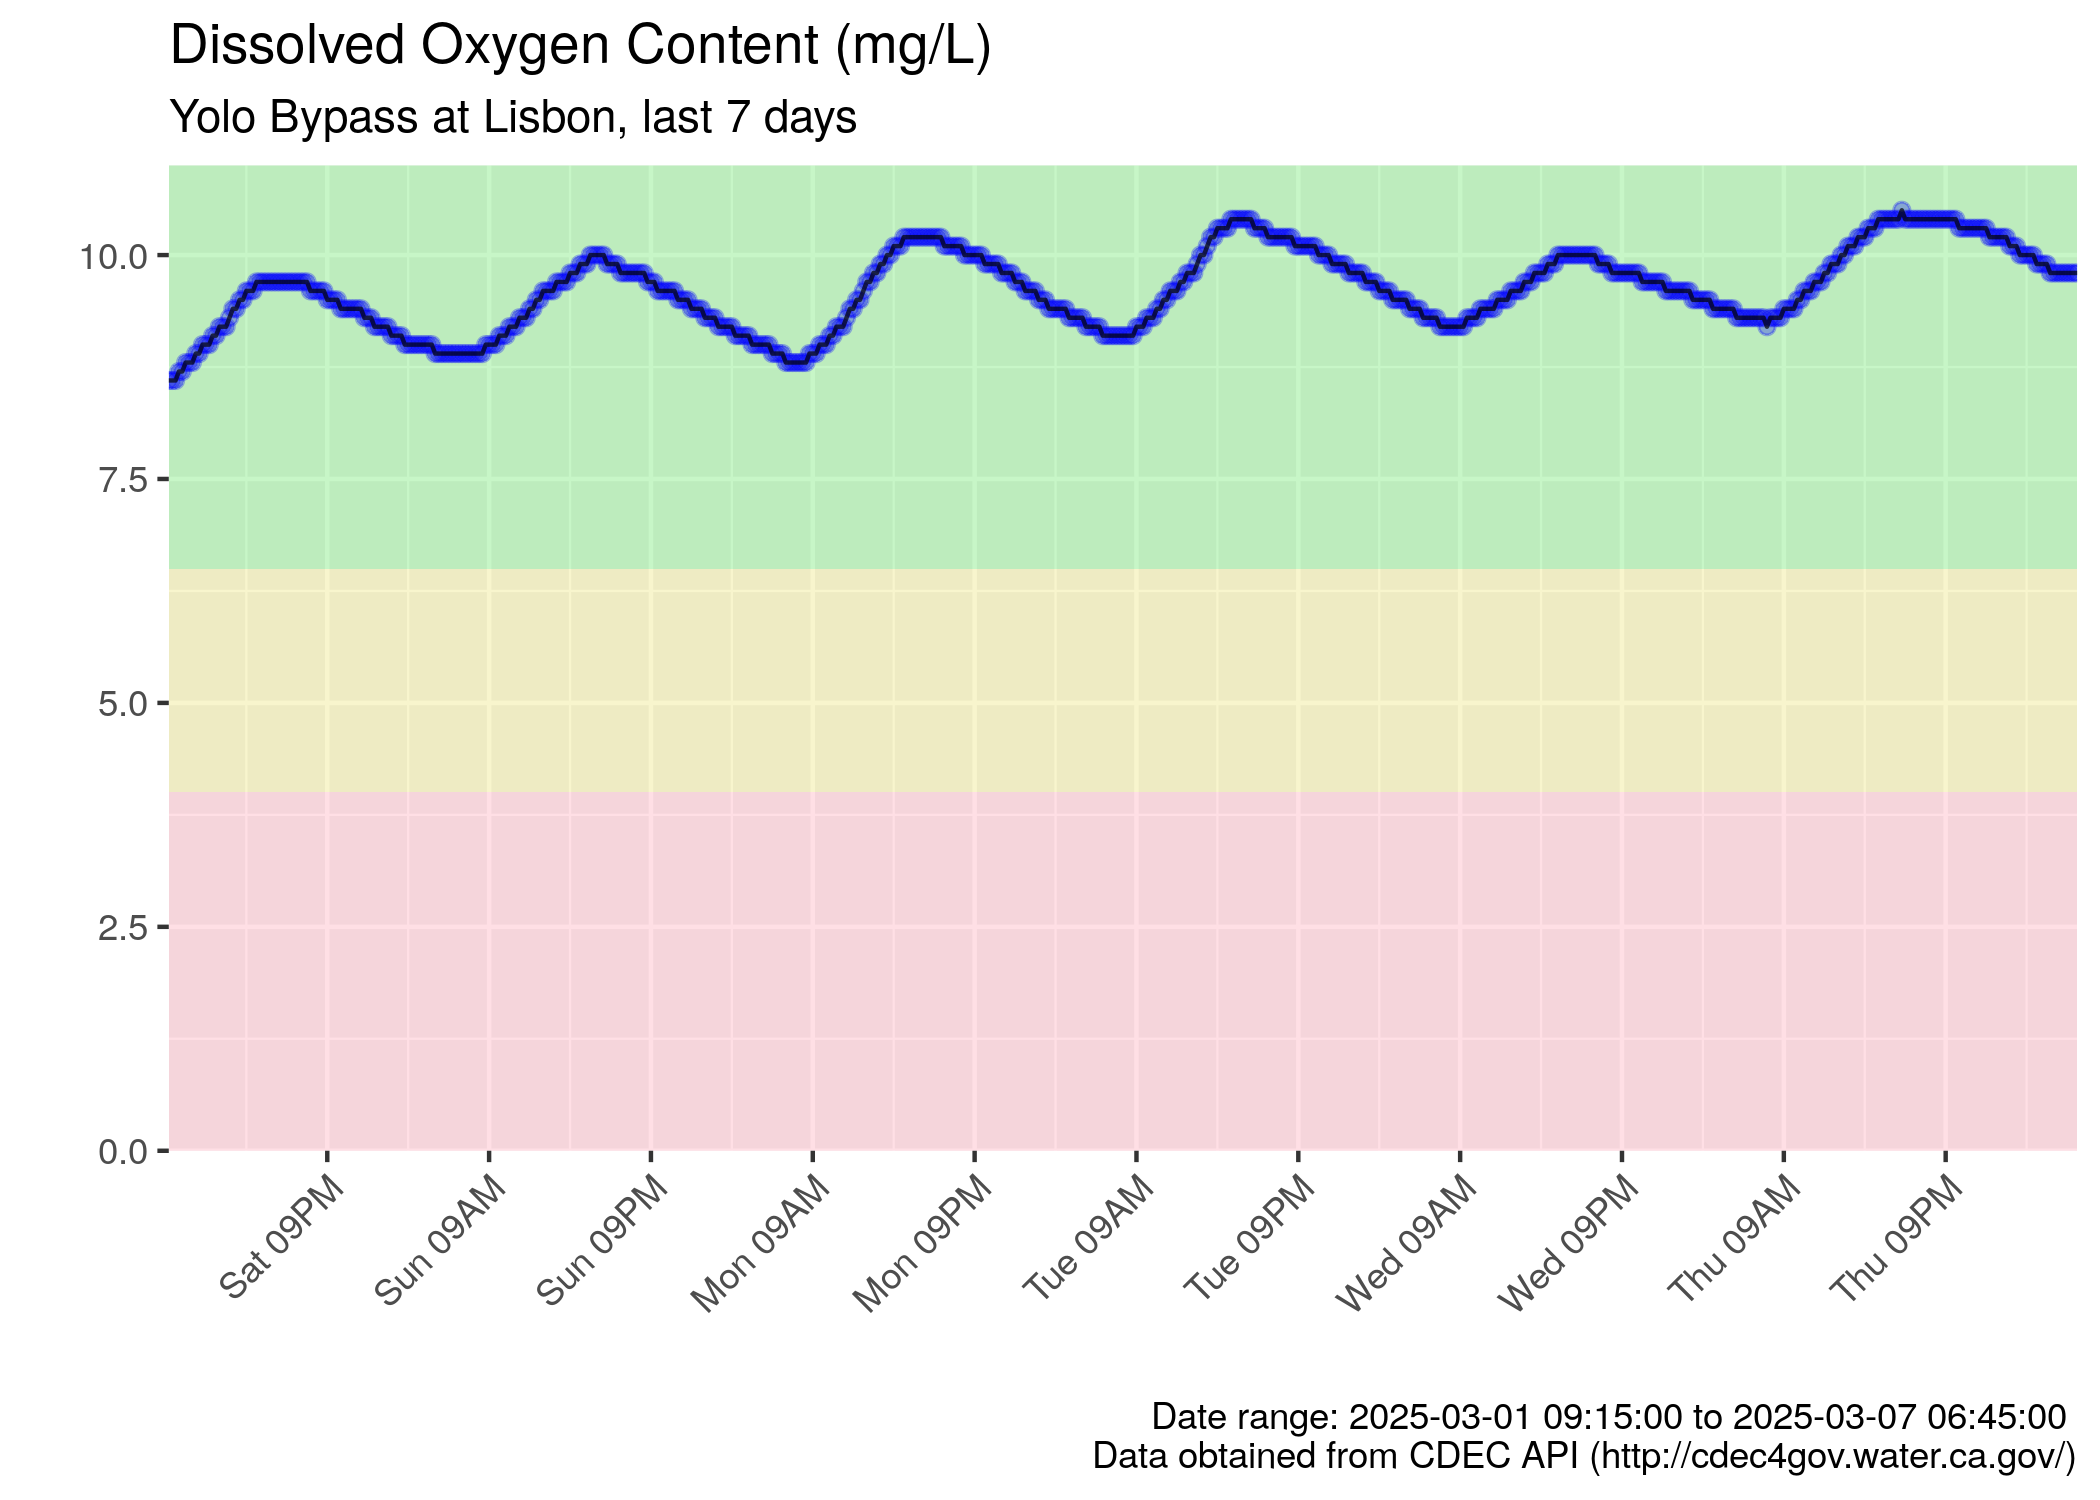 Dissolved Oxygen Content (mg/L)
Yolo Bypass at Lisbon, last 7 days
10.0
7.5
5.0
2.5
0.0
Sat 09PM
Sun 09AM
Sun 09PM
Mon 09AM
Mon 09PM
Tue 09AM
Tue 09PM
Wed 09AM
Wed 09PM
Thu 09AM
Thu 09PM
Date range: 2025-03-01 09:15:00 to 2025-03-07 06:45:00
Data obtained from CDEC API (http://cdec4gov.water.ca.gov/)